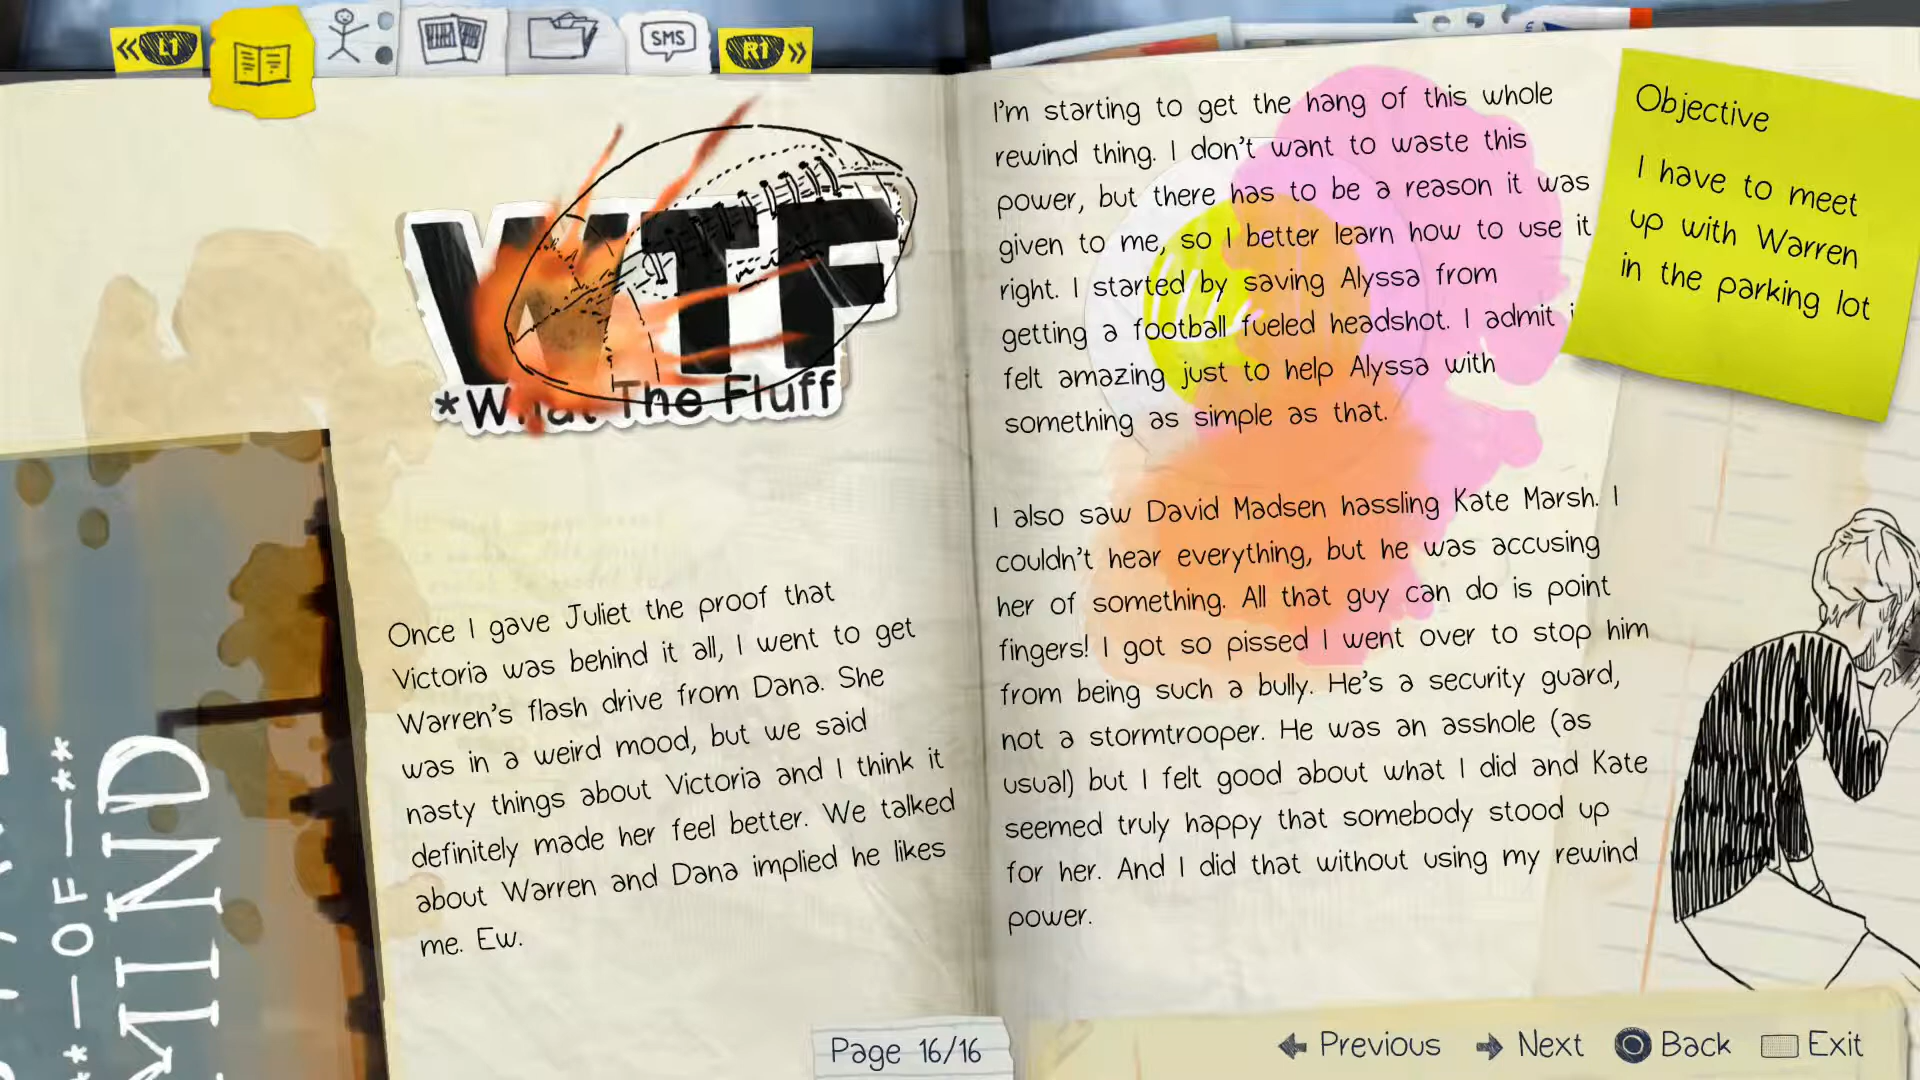 L1
SMS
R1
WTF
*What The Fluff
Once I gave Juliet the proof that
Victoria was behind it all, I went to get
Warren's flash drive from Dana. She
was in a weird mood, but we said
nasty things about Victoria and I think it
definitely made her feel better. We talked
about Warren and Dana implied he likes
me. Ew.
OF
MIND
I'm starting to get the hang of this whole
rewind thing. I don't want to waste this
power, but there has to be a reason it was
given to me, so I better learn how to use it
right. I started by saving Alyssa from
getting a football fueled headshot. I admit
felt amazing just to help Alyssa with
something as simple as that.
I also saw David Madsen hassling Kate Marsh. I
couldn't hear everything, but he was accusing
her of something. All that guy can do is point
fingers! I got so pissed I went over to stop him
from being such a bully. He's a security guard,
not a stormtrooper. He was an asshole (as
usual) but I felt good about what I did and Kate
seemed truly happy that somebody stood up
for her. And I did that without using my rewind
power.
Objective
I have to meet
up with Warren
in the parking lot
Page 16/16
Previous
Next
Back
Exit